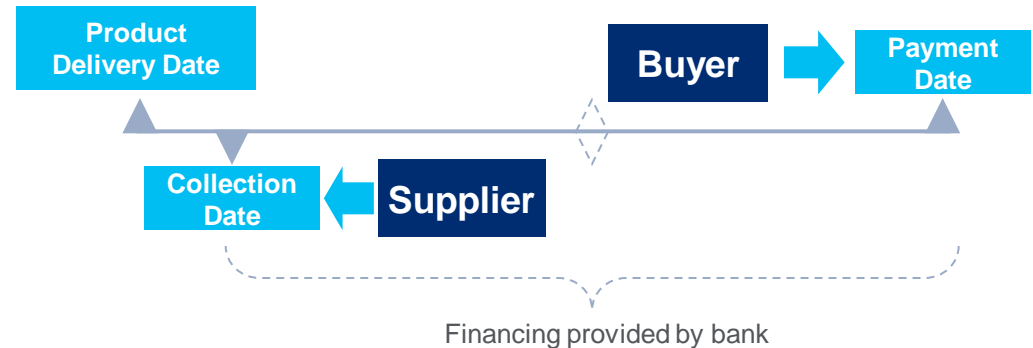 Product
Delivery Date
Buyer
Payment
Date
Collection
Date
Supplier
Financing provided by bank